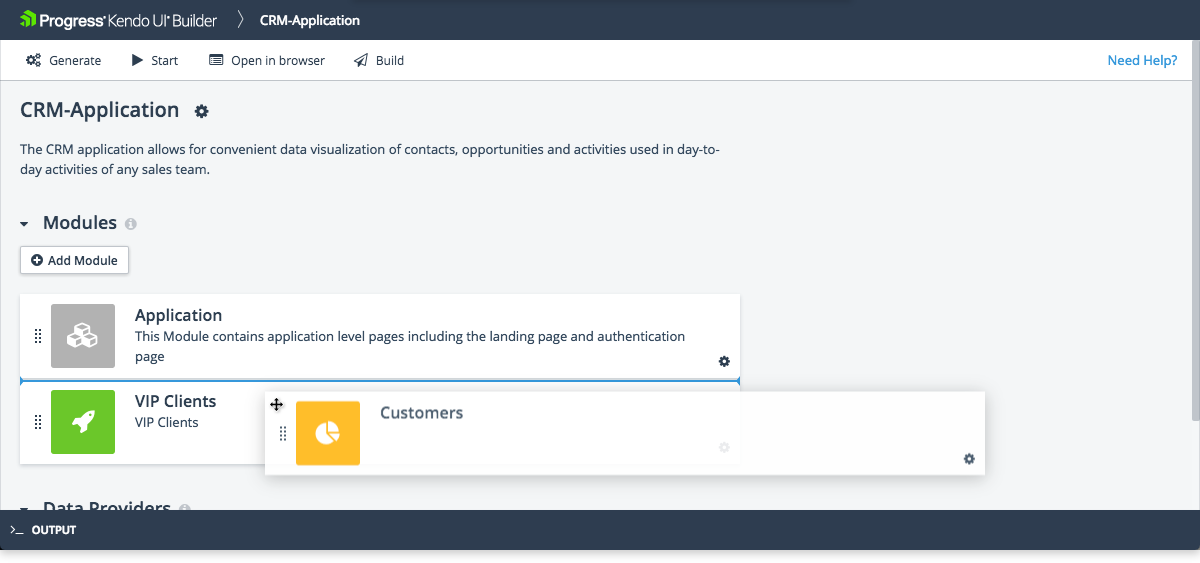 Progress Kendo UI Builder
CRM-Application
Generate
Start
Open in browser
Build
Need Help?
CRM-Application
The CRM application allows for convenient data visualization of contacts, opportunities and activities used in day-to-
day activities of any sales team.
Modules
Add Module
Application
This Module contains application level pages including the landing page and authentication
page
VIP Clients
VIP Clients
Customers
Data Providers
>_ OUTPUT